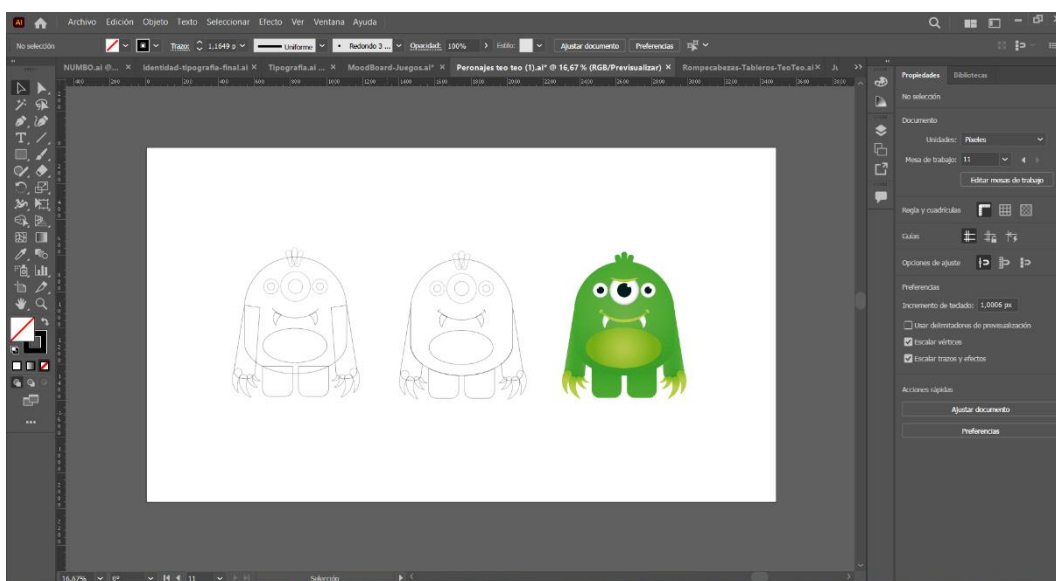 Ai Archivo Edición Objeto Texto Seleccionar Efecto Ver Ventana Ayuda
No selección Trazo: 1,1649 p Uniforme Redondo 3 ... Opacidad: 100% Estilo: Ajustar documento Preferencias
NUMBO.ai @... × Identidad-tipografia-final.ai × Tipografia.ai ... × MoodBoard-Juegos.ai* × Peronajes teo teo (1).ai* @ 16,67 % (RGB/Previsualizar) × Rompecabezas-Tableros-TeoTeo.ai ×
Propiedades Bibliotecas
No selección
Documento
Unidades: Píxeles
Mesa de trabajo: 11
Editar mesas de trabajo
Regla y cuadrículas
Guías
Opciones de ajuste
Preferencias
Incremento de teclado: 1,0006 px
Usar delimitadores de previsualización
Escalar vértices
Escalar trazos y efectos
Acciones rápidas
Ajustar documento
Preferencias
16,67% 0° 11 Selección